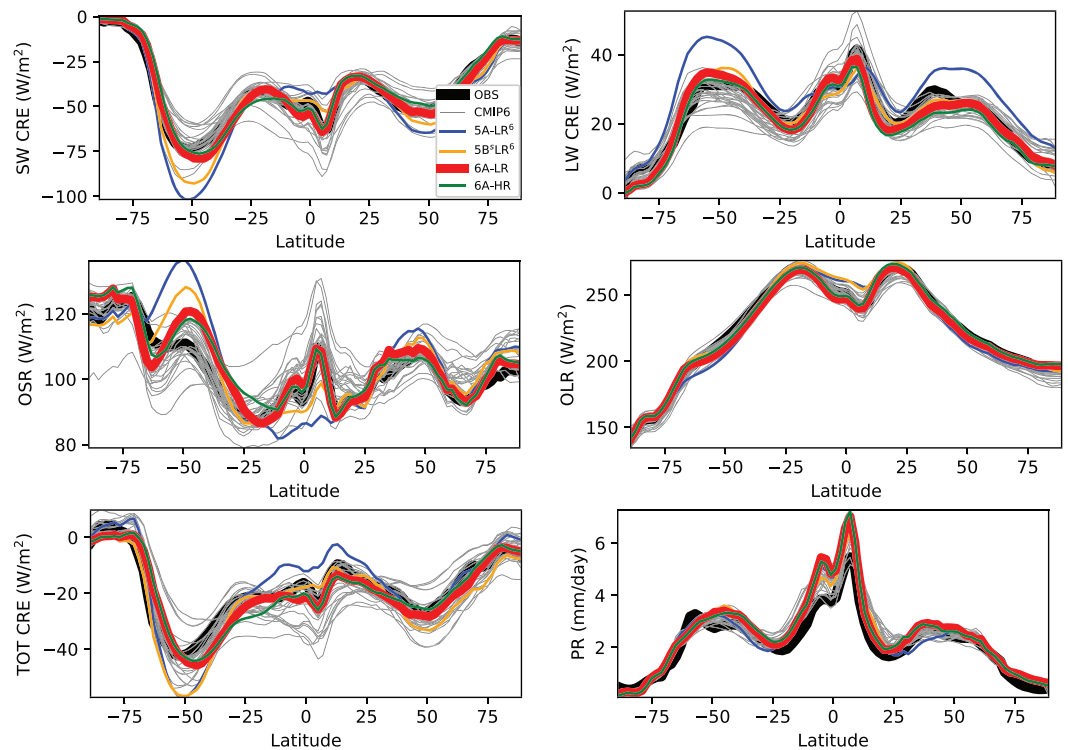 SW CRE (W/m²)
0
−25
−50
−75
−100
−75 −50 −25 0 25 50 75
Latitude
OBS
CMIP6
5A-LR⁶
5BˢLR⁶
6A-LR
6A-HR
LW CRE (W/m²)
40
20
0
−75 −50 −25 0 25 50 75
Latitude
OSR (W/m²)
120
100
80
−75 −50 −25 0 25 50 75
Latitude
OLR (W/m²)
250
200
150
−75 −50 −25 0 25 50 75
Latitude
TOT CRE (W/m²)
0
−20
−40
−75 −50 −25 0 25 50 75
Latitude
PR (mm/day)
6
4
2
−75 −50 −25 0 25 50 75
Latitude